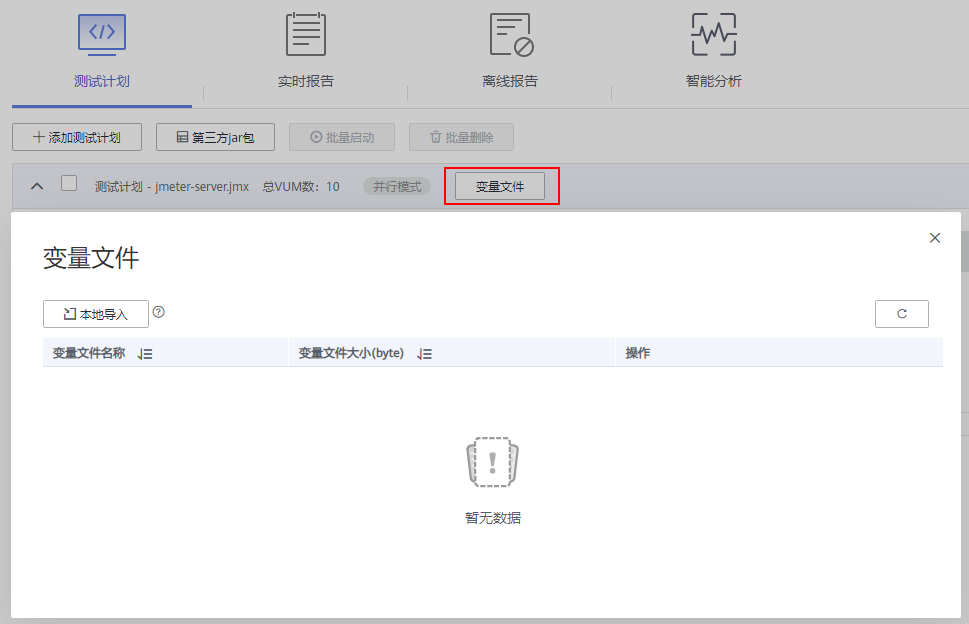 测试计划 实时报告 离线报告 智能分析
添加测试计划 第三方jar包 批量启动 批量删除
测试计划 - jmeter-server.jmx 总VUM数：10 并行模式 变量文件
变量文件
本地导入
变量文件名称 变量文件大小(byte) 操作
暂无数据